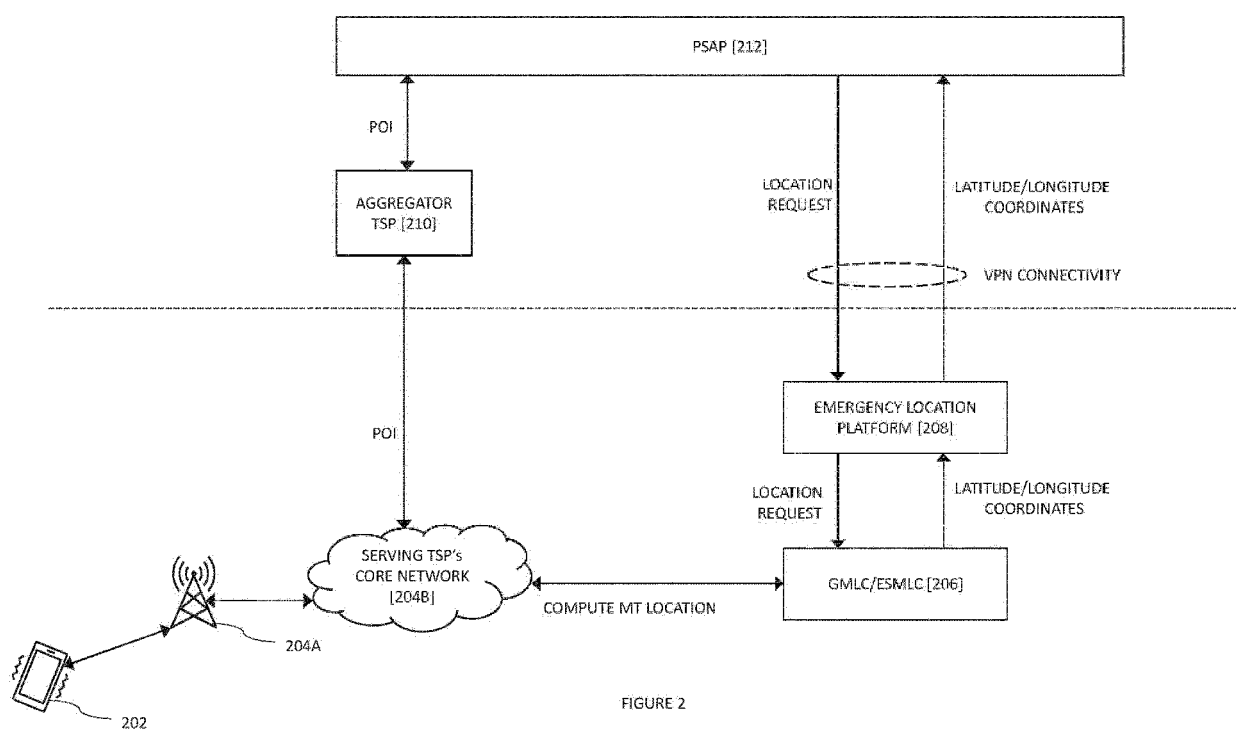 PSAP [212]
POI
AGGREGATOR
TSP [210]
LOCATION
REQUEST
LATITUDE/LONGITUDE
COORDINATES
VPN CONNECTIVITY
EMERGENCY LOCATION
PLATFORM [208]
POI
LOCATION
REQUEST
LATITUDE/LONGITUDE
COORDINATES
SERVING TSP's
CORE NETWORK
[204B]
GMLC/ESMLC [206]
COMPUTE MT LOCATION
204A
202
FIGURE 2